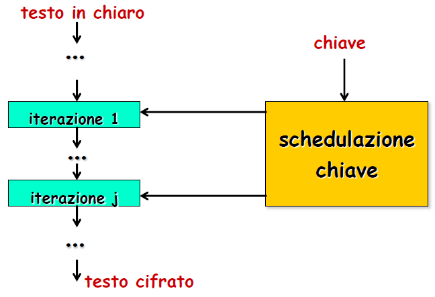 testo in chiaro
chiave
...
iterazione 1
schedulazione
chiave
...
iterazione j
...
testo cifrato